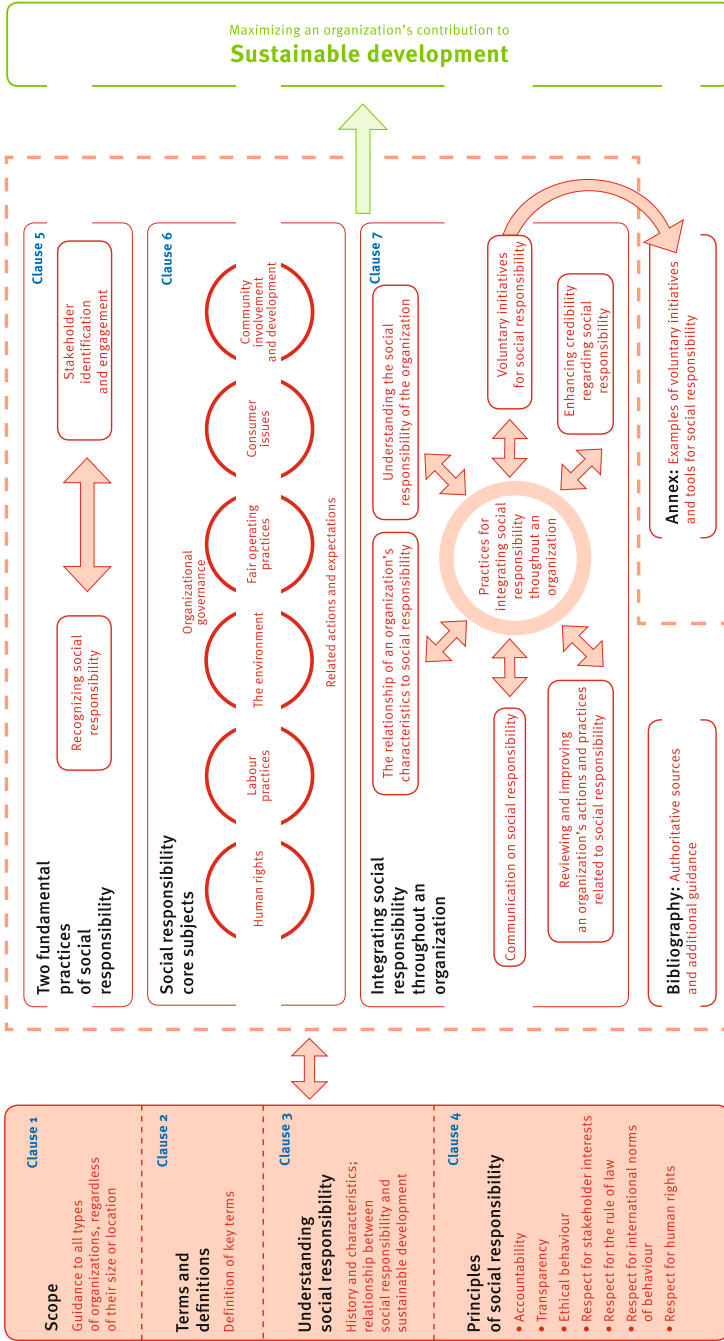 Maximizing an organization's contribution to
Sustainable development
Clause 1
Scope
Guidance to all types
of organizations, regardless
of their size or location
Clause 2
Terms and
definitions
Definition of key terms
Clause 3
Understanding
social responsibility
History and characteristics;
relationship between
social responsibility and
sustainable development
Clause 4
Principles
of social responsibility
• Accountability
• Transparency
• Ethical behaviour
• Respect for stakeholder interests
• Respect for the rule of law
• Respect for international norms
of behaviour
• Respect for human rights
Two fundamental
practices
of social
responsibility
Clause 5
Recognizing social
responsibility
Stakeholder
identification
and engagement
Social responsibility
core subjects
Clause 6
Organizational
governance
Human rights
Labour
practices
The environment
Fair operating
practices
Consumer
issues
Community
involvement
and development
Related actions and expectations
Integrating social
responsibility
throughout an
organization
Clause 7
The relationship of an organization's
characteristics to social responsibility
Understanding the social
responsibility of the organization
Practices for
integrating social
responsibility
thoughout an
organization
Communication on social responsibility
Voluntary initiatives
for social responsibility
Reviewing and improving
an organization's actions and practices
related to social responsibility
Enhancing credibility
regarding social
responsibility
Bibliography: Authoritative sources
and additional guidance
Annex: Examples of voluntary initiatives
and tools for social responsibility